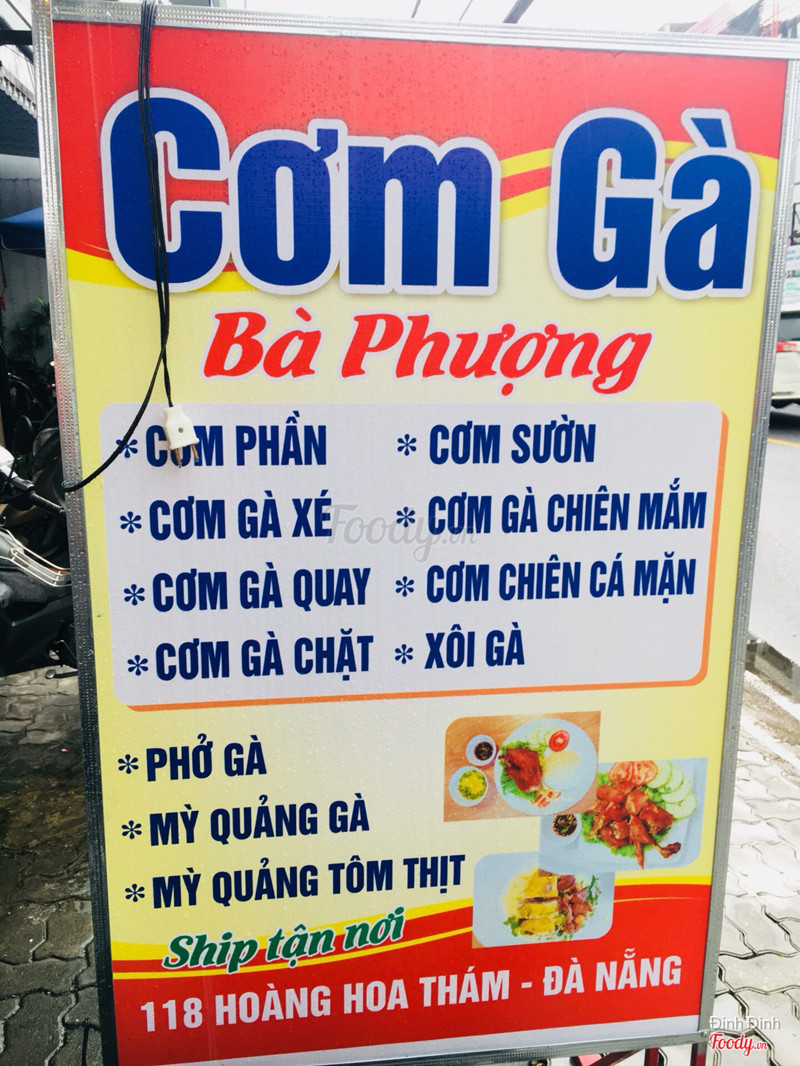 Cơm Gà
Bà Phượng
* CƠM PHẦN
* CƠM SƯỜN
* CƠM GÀ XÉ
* CƠM GÀ CHIÊN MẮM
* CƠM GÀ QUAY
* CƠM CHIÊN CÁ MẶN
* CƠM GÀ CHẶT
* XÔI GÀ
Foody.vn
* PHỞ GÀ
* MỲ QUẢNG GÀ
* MỲ QUẢNG TÔM THỊT
Ship tận nơi
118 HOÀNG HOA THÁM - ĐÀ NẴNG
Đinh Đinh
Foody.vn